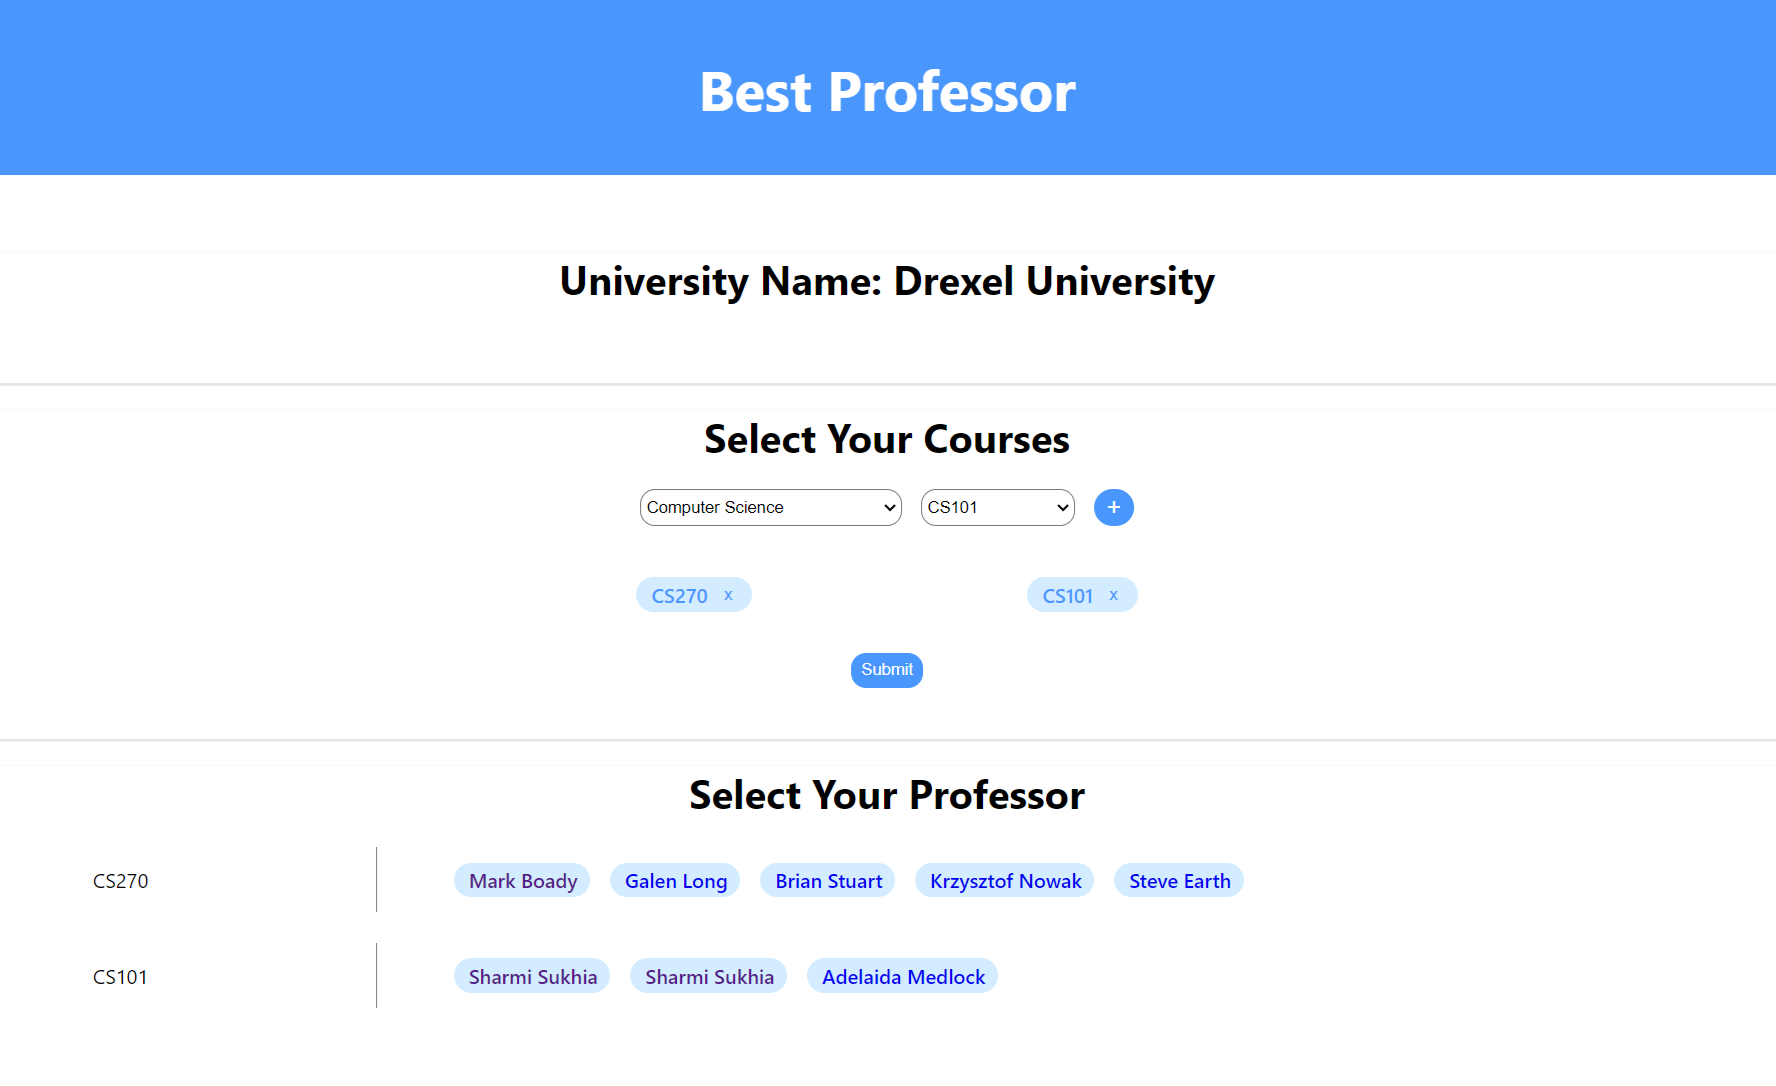 Best Professor
University Name: Drexel University
Select Your Courses
Computer Science CS101 +
CS270 x CS101 x
Submit
Select Your Professor
CS270 Mark Boady Galen Long Brian Stuart Krzysztof Nowak Steve Earth
CS101 Sharmi Sukhia Sharmi Sukhia Adelaida Medlock